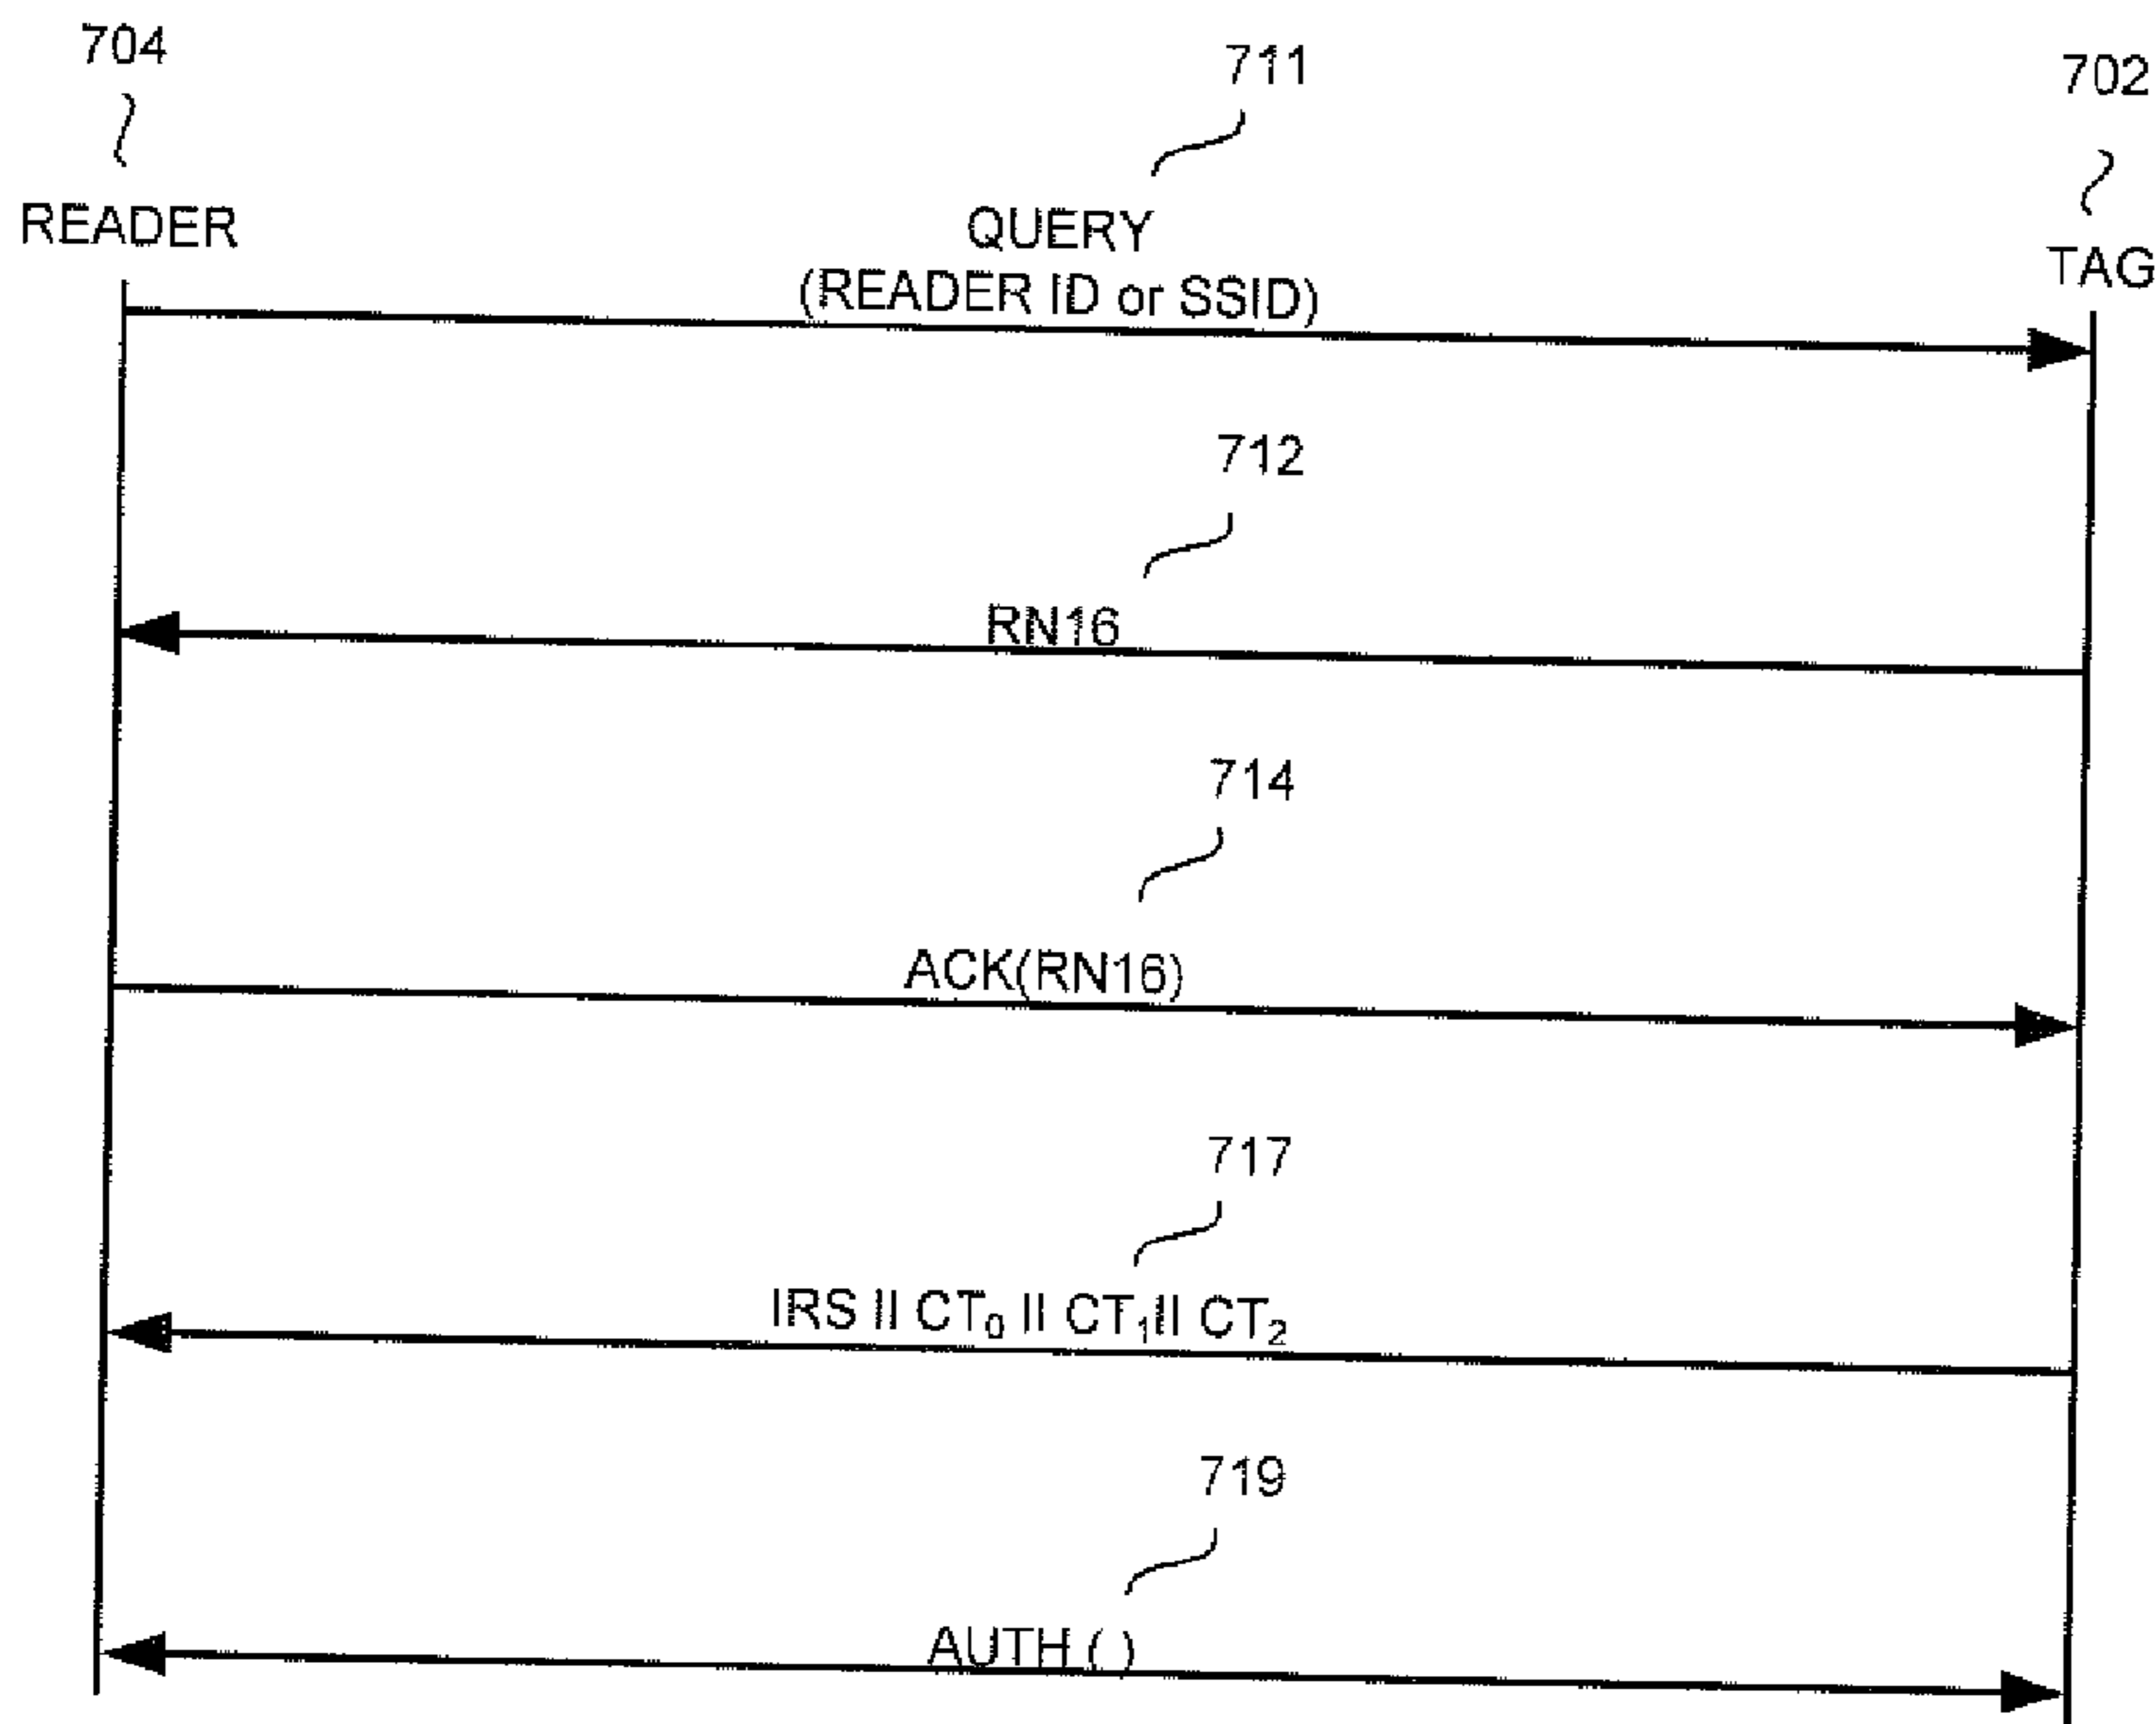 704
711
702
READER
QUERY
(READER ID or SSID)
TAG
712
RN16
714
ACK(RN16)
717
IRS II CT₀ II CT₁II CT₂
719
AUTH ( )